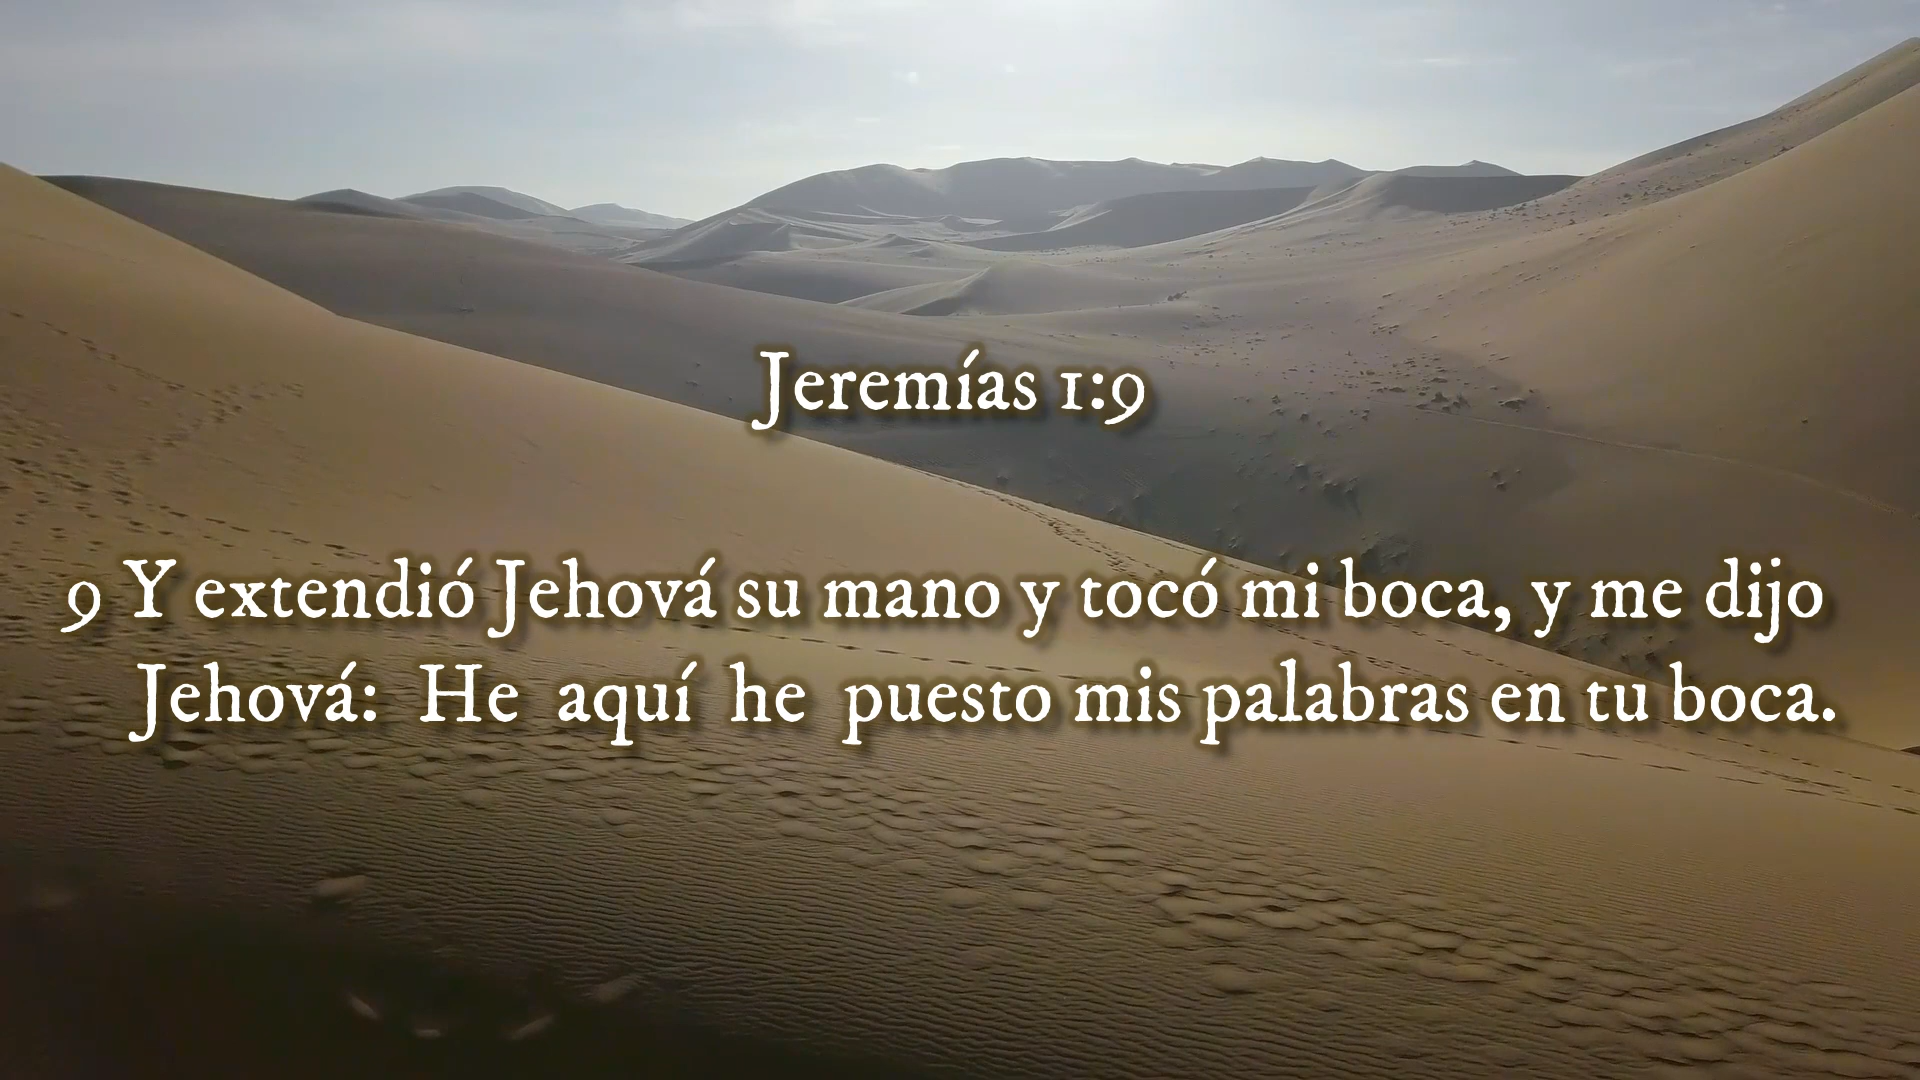 Jeremías 1:9
9 Y extendió Jehová su mano y tocó mi boca, y me dijo
Jehová: He aquí he puesto mis palabras en tu boca.